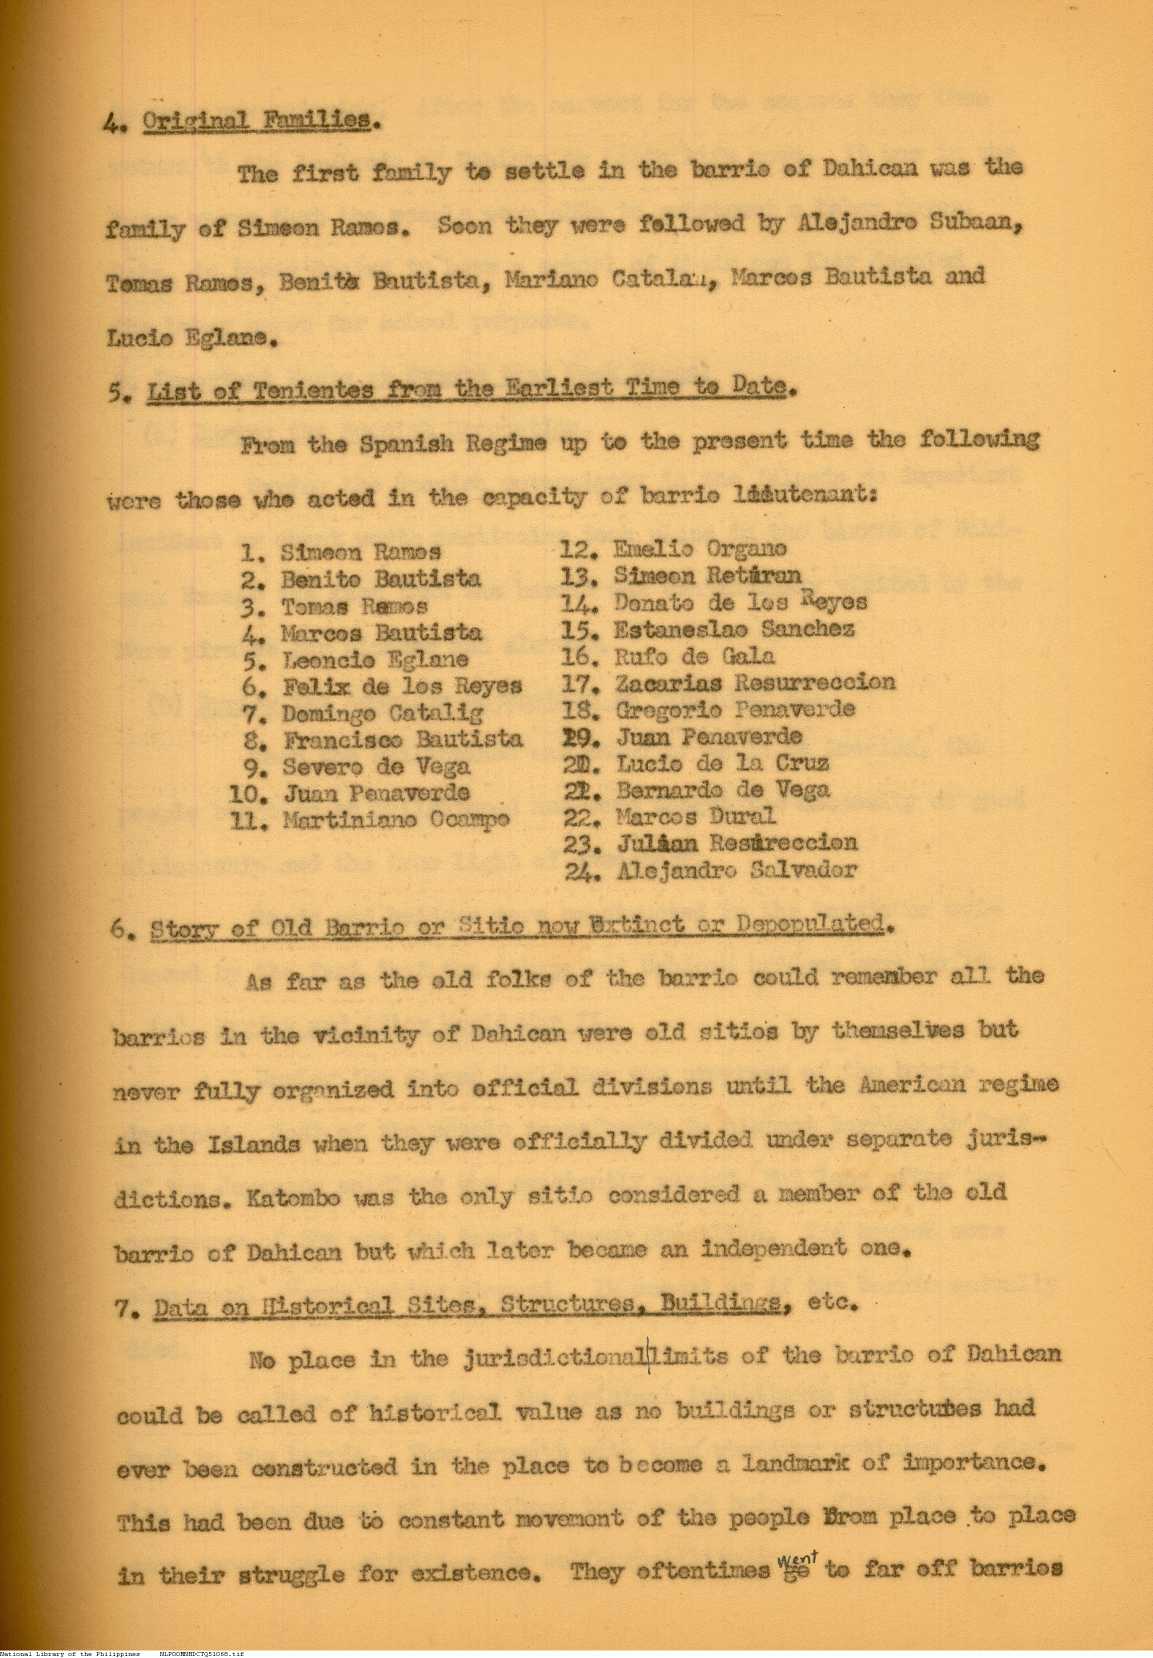 4. Original Families.
The first family to settle in the barrio of Dahican was the
family of Simeon Ramos. Soon they were followed by Alejandro Subaan,
Tomas Ramos, Benito Bautista, Mariano Catalan, Marcos Bautista and
Lucio Eglane.
5. List of Tenientes from the Earliest Time to Date.
From the Spanish Regime up to the present time the following
were those who acted in the capacity of barrio lieutenant:
1. Simeon Ramos
2. Benito Bautista
3. Tomas Ramos
4. Marcos Bautista
5. Leoncio Eglane
6. Felix de los Reyes
7. Domingo Catalig
8. Francisco Bautista
9. Severo de Vega
10. Juan Penaverde
11. Martiniano Ocampo
12. Emelio Organo
13. Simeon Retiran
14. Donato de los Reyes
15. Estaneslao Sanchez
16. Rufo de Gala
17. Zacarias Resurreccion
18. Gregorio Penaverde
19. Juan Penaverde
20. Lucio de la Cruz
21. Bernardo de Vega
22. Marcos Dural
23. Julian Resireccion
24. Alejandro Salvador
6. Story of Old Barrio or Sitio now Extinct or Depopulated.
As far as the old folks of the barrio could remember all the
barrios in the vicinity of Dahican were old sitios by themselves but
never fully organized into official divisions until the American regime
in the Islands when they were officially divided under separate juris-
dictions. Katombo was the only sitio considered a member of the old
barrio of Dahican but which later became an independent one.
7. Data on Historical Sites, Structures, Buildings, etc.
No place in the jurisdictional limits of the barrio of Dahican
could be called of historical value as no buildings or structures had
ever been constructed in the place to become a landmark of importance.
This had been due to constant movement of the people from place to place
in their struggle for existence. They oftentimes went to far off barrios
National Library of the Philippines